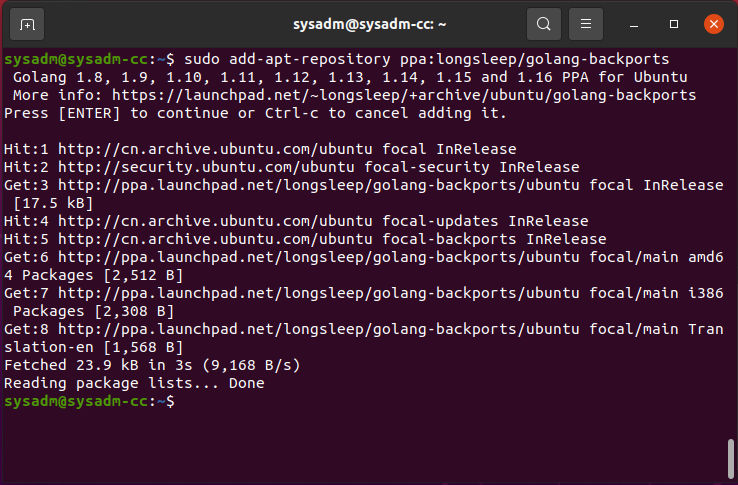 sysadm@sysadm-cc: ~
sysadm@sysadm-cc:~$ sudo add-apt-repository ppa:longsleep/golang-backports
Golang 1.8, 1.9, 1.10, 1.11, 1.12, 1.13, 1.14, 1.15 and 1.16 PPA for Ubuntu
More info: https://launchpad.net/~longsleep/+archive/ubuntu/golang-backports
Press [ENTER] to continue or Ctrl-c to cancel adding it.
Hit:1 http://cn.archive.ubuntu.com/ubuntu focal InRelease
Hit:2 http://security.ubuntu.com/ubuntu focal-security InRelease
Get:3 http://ppa.launchpad.net/longsleep/golang-backports/ubuntu focal InRelease
[17.5 kB]
Hit:4 http://cn.archive.ubuntu.com/ubuntu focal-updates InRelease
Hit:5 http://cn.archive.ubuntu.com/ubuntu focal-backports InRelease
Get:6 http://ppa.launchpad.net/longsleep/golang-backports/ubuntu focal/main amd6
4 Packages [2,512 B]
Get:7 http://ppa.launchpad.net/longsleep/golang-backports/ubuntu focal/main i386
Packages [2,308 B]
Get:8 http://ppa.launchpad.net/longsleep/golang-backports/ubuntu focal/main Tran
slation-en [1,568 B]
Fetched 23.9 kB in 3s (9,168 B/s)
Reading package lists... Done
sysadm@sysadm-cc:~$